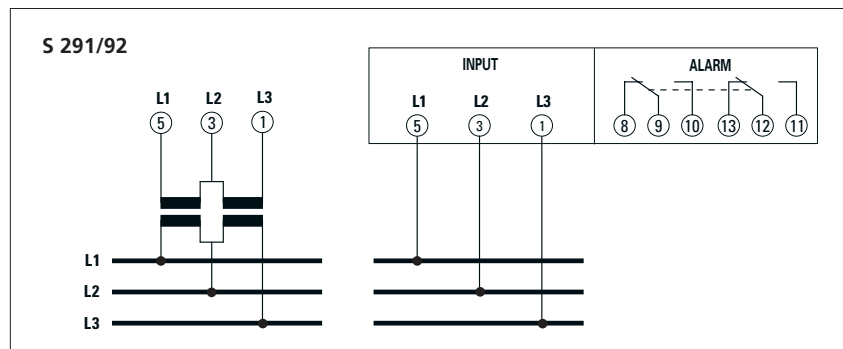 S 291/92
INPUT
ALARM
L1 L2 L3
5 3 1
L1 L2 L3
5 3 1
8 9 10 13 12 11
L1
L2
L3